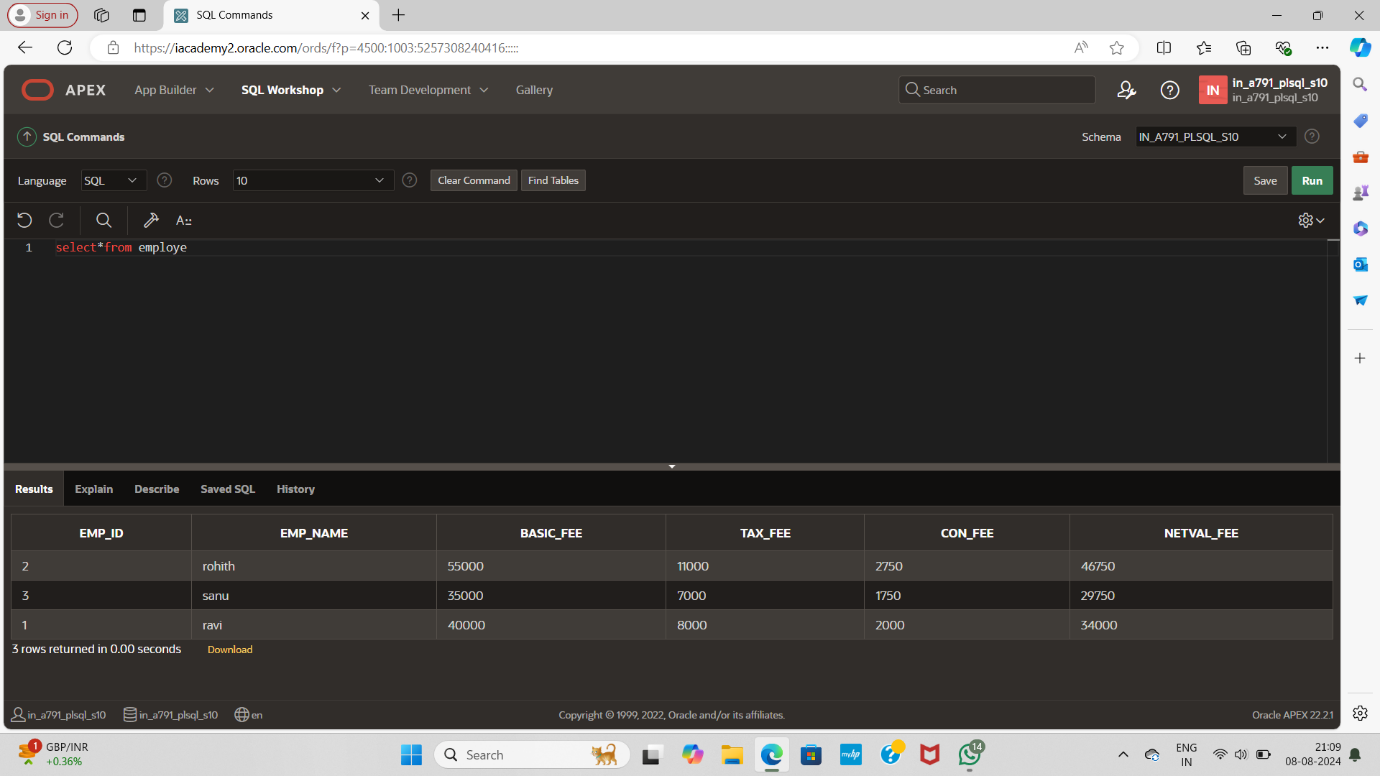 Sign in
SQL Commands
https://iacademy2.oracle.com/ords/f?p=4500:1003:5257308240416:::::
APEX App Builder SQL Workshop Team Development Gallery Search IN in_a791_plsql_s10
in_a791_plsql_s10
SQL Commands Schema IN_A791_PLSQL_S10
Language SQL Rows 10 Clear Command Find Tables Save Run
A::
1 select*from employe
Results Explain Describe Saved SQL History
EMP_ID EMP_NAME BASIC_FEE TAX_FEE CON_FEE NETVAL_FEE
2 rohith 55000 11000 2750 46750
3 sanu 35000 7000 1750 29750
1 ravi 40000 8000 2000 34000
3 rows returned in 0.00 seconds Download
in_a791_plsql_s10 in_a791_plsql_s10 en Copyright © 1999, 2022, Oracle and/or its affiliates. Oracle APEX 22.2.1
1 GBP/INR
+0.36%
Search
myhp
14
ENG
IN
21:09
08-08-2024